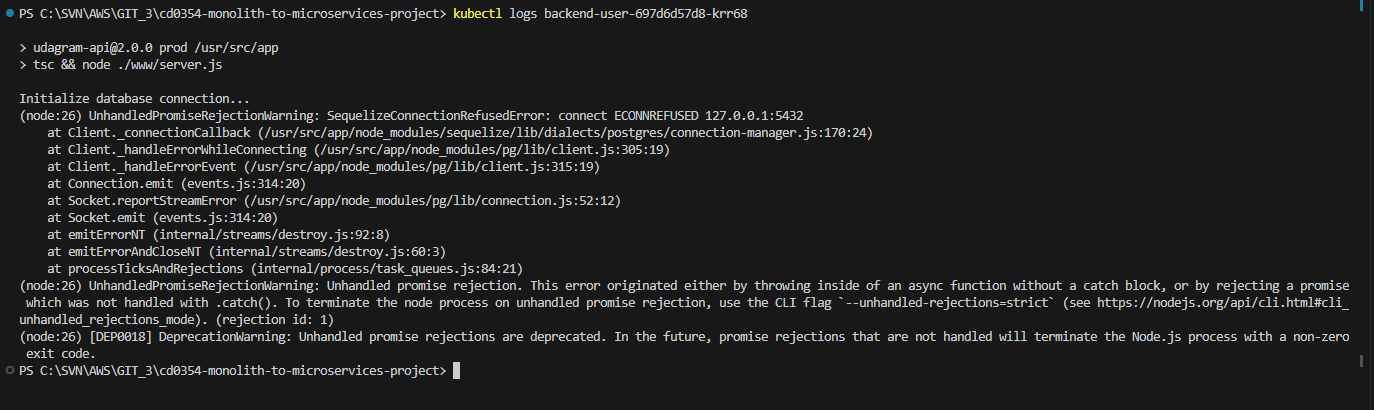 PS C:\SVN\AWS\GIT_3\cd0354-monolith-to-microservices-project> kubectl logs backend-user-697d6d57d8-krr68
> udagram-api@2.0.0 prod /usr/src/app
> tsc && node ./www/server.js
Initialize database connection...
(node:26) UnhandledPromiseRejectionWarning: SequelizeConnectionRefusedError: connect ECONNREFUSED 127.0.0.1:5432
    at Client._connectionCallback (/usr/src/app/node_modules/sequelize/lib/dialects/postgres/connection-manager.js:170:24)
    at Client._handleErrorWhileConnecting (/usr/src/app/node_modules/pg/lib/client.js:305:19)
    at Client._handleErrorEvent (/usr/src/app/node_modules/pg/lib/client.js:315:19)
    at Connection.emit (events.js:314:20)
    at Socket.reportStreamError (/usr/src/app/node_modules/pg/lib/connection.js:52:12)
    at Socket.emit (events.js:314:20)
    at emitErrorNT (internal/streams/destroy.js:92:8)
    at emitErrorAndCloseNT (internal/streams/destroy.js:60:3)
    at processTicksAndRejections (internal/process/task_queues.js:84:21)
(node:26) UnhandledPromiseRejectionWarning: Unhandled promise rejection. This error originated either by throwing inside of an async function without a catch block, or by rejecting a promise
 which was not handled with .catch(). To terminate the node process on unhandled promise rejection, use the CLI flag `--unhandled-rejections=strict` (see https://nodejs.org/api/cli.html#cli_
unhandled_rejections_mode). (rejection id: 1)
(node:26) [DEP0018] DeprecationWarning: Unhandled promise rejections are deprecated. In the future, promise rejections that are not handled will terminate the Node.js process with a non-zero
 exit code.
PS C:\SVN\AWS\GIT_3\cd0354-monolith-to-microservices-project>